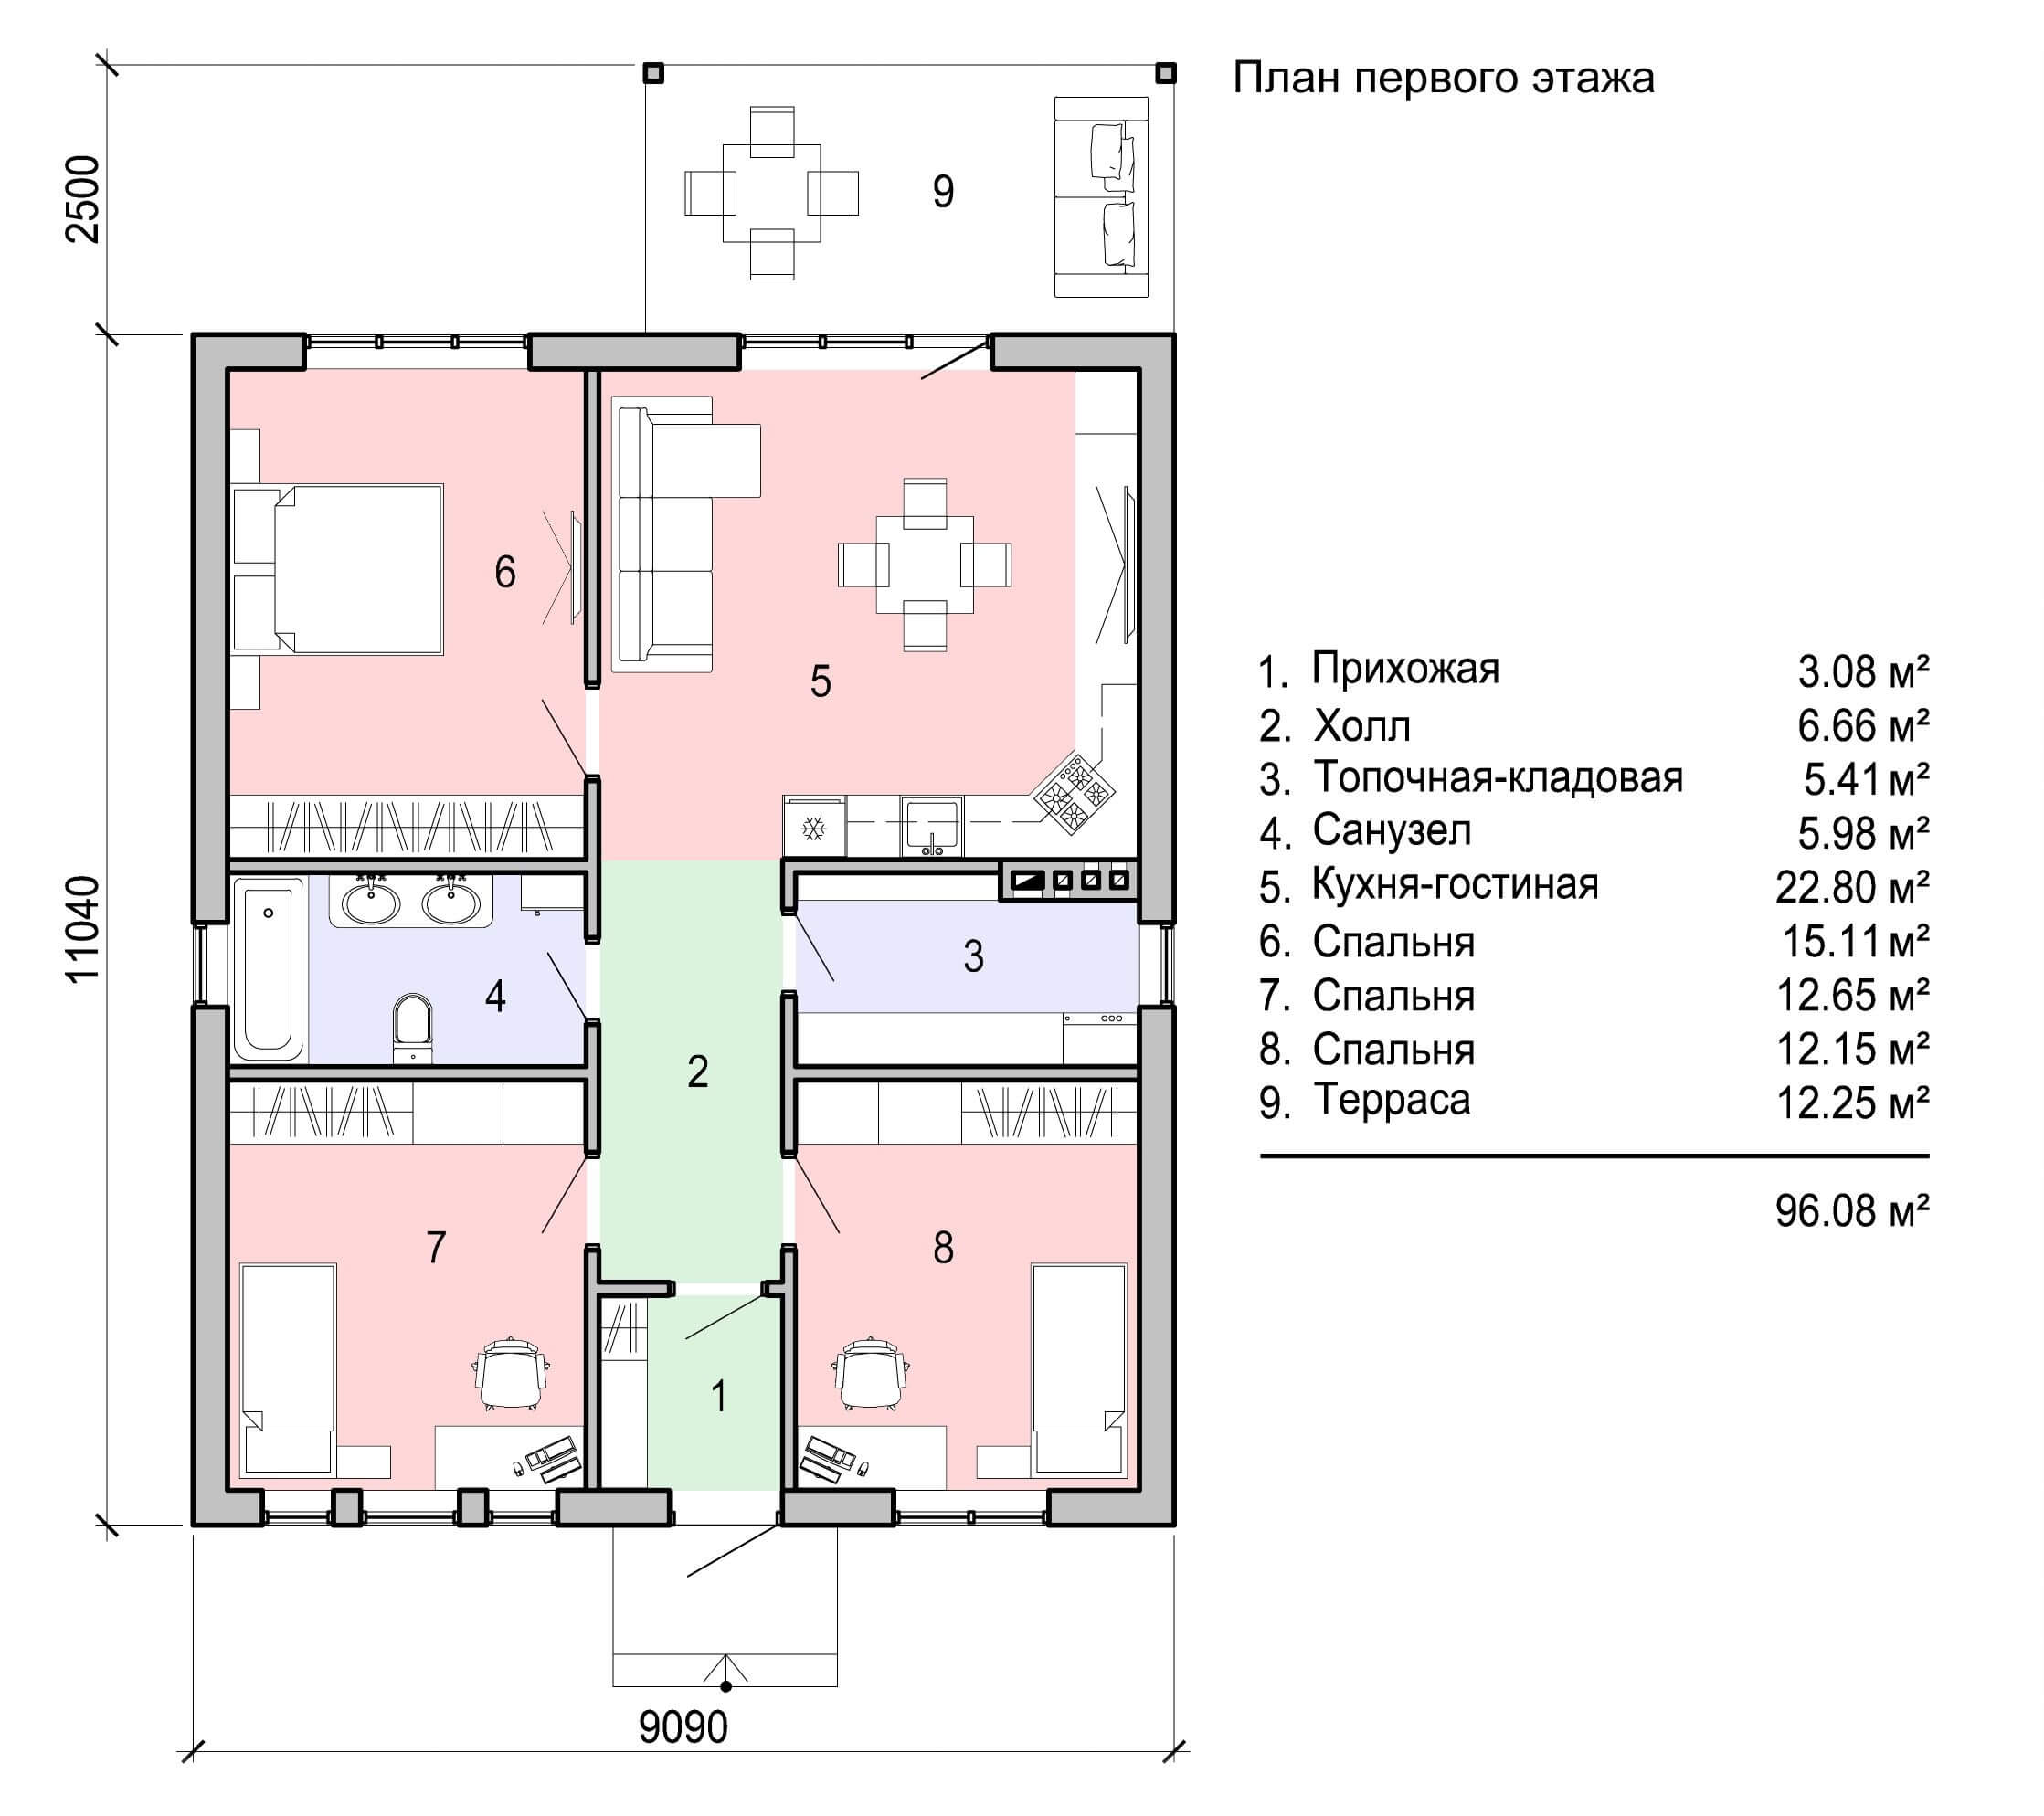 План первого этажа
2500
9
6
5
11040
3
4
2
7
8
1
9090
1. Прихожая 3.08 м²
2. Холл 6.66 м²
3. Топочная-кладовая 5.41 м²
4. Санузел 5.98 м²
5. Кухня-гостиная 22.80 м²
6. Спальня 15.11 м²
7. Спальня 12.65 м²
8. Спальня 12.15 м²
9. Терраса 12.25 м²
96.08 м²